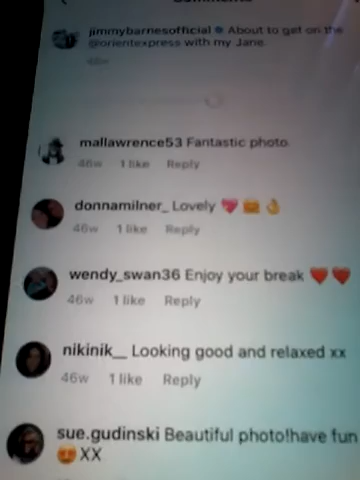 Comments
jimmybarnesofficial About to get on the
@orientexpress with my Jane.
46w
mallawrence53 Fantastic photo
46w 1 like Reply
donnamilner_ Lovely 💖 😊 👌
46w 1 like Reply
wendy_swan36 Enjoy your break ❤️ ❤️
46w 1 like Reply
nikinik__ Looking good and relaxed xx
46w 1 like Reply
sue.gudinski Beautiful photo!have fun
😍 XX